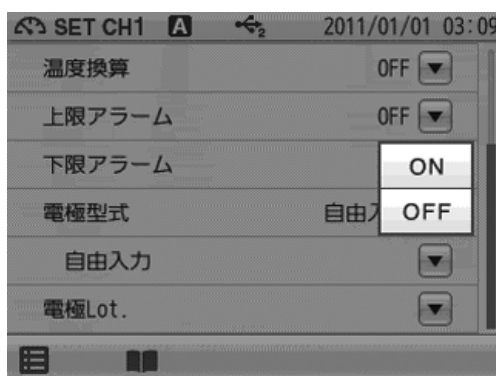 SET CH1 A 2 2011/01/01 03:09
温度換算 OFF
上限アラーム OFF
下限アラーム ON
電極型式 自由入 OFF
自由入力
電極Lot.